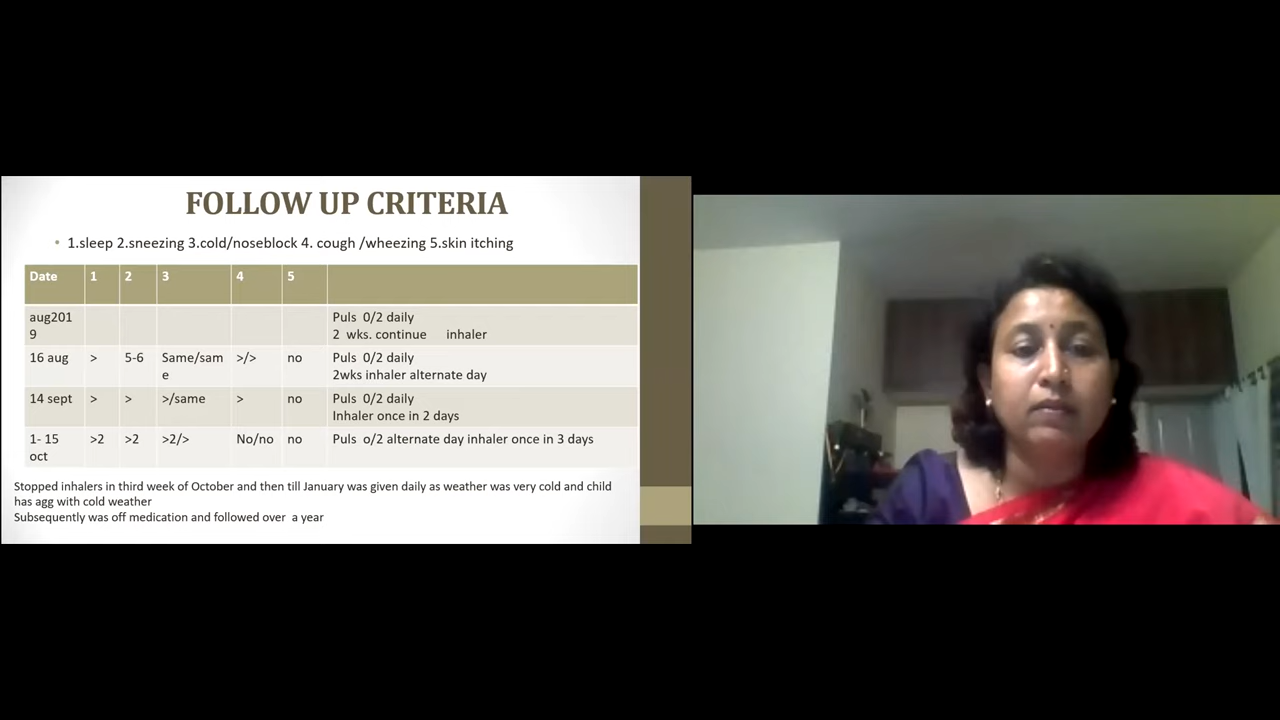 FOLLOW UP CRITERIA
• 1.sleep 2.sneezing 3.cold/noseblock 4. cough /wheezing 5.skin itching
Date 1 2 3 4 5
aug201 Puls 0/2 daily
9 2 wks. continue inhaler
16 aug > 5-6 Same/sam >/> no Puls 0/2 daily
e 2wks inhaler alternate day
14 sept > > >/same > no Puls 0/2 daily
Inhaler once in 2 days
1- 15 >2 >2 >2/> No/no no Puls o/2 alternate day inhaler once in 3 days
oct
Stopped inhalers in third week of October and then till January was given daily as weather was very cold and child
has agg with cold weather
Subsequently was off medication and followed over a year